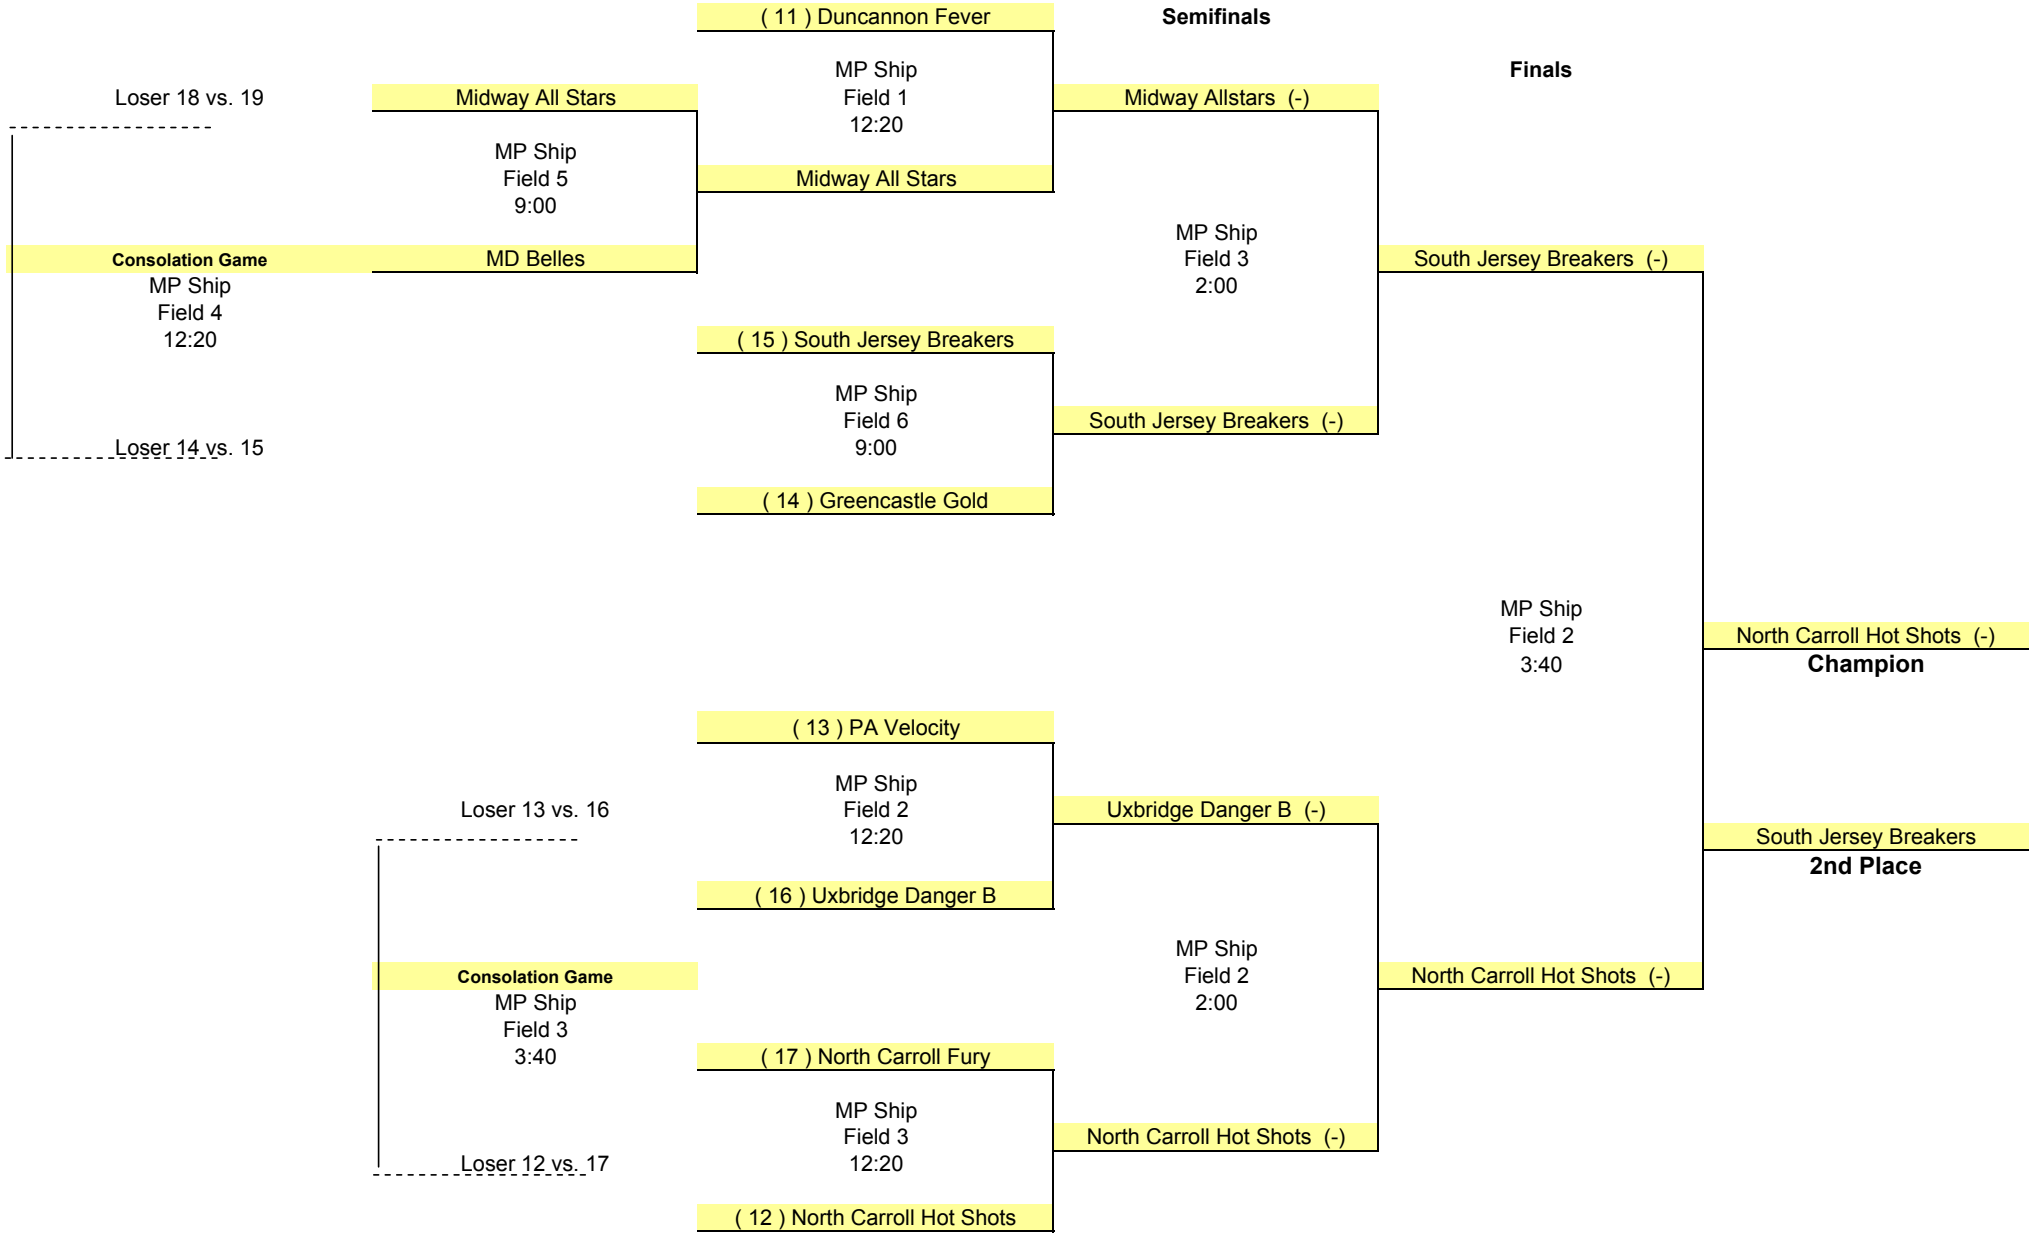 ( 11 ) Duncannon Fever
Semifinals
MP Ship
Finals
Loser 18 vs. 19
Midway All Stars
Field 1
Midway Allstars (-)
12:20
MP Ship
Field 5
Midway All Stars
9:00
MP Ship
Consolation Game
MD Belles
Field 3
South Jersey Breakers (-)
MP Ship
2:00
Field 4
12:20
( 15 ) South Jersey Breakers
MP Ship
Field 6
South Jersey Breakers (-)
Loser 14 vs. 15
9:00
( 14 ) Greencastle Gold
MP Ship
Field 2
North Carroll Hot Shots (-)
3:40
Champion
( 13 ) PA Velocity
MP Ship
Loser 13 vs. 16
Field 2
Uxbridge Danger B (-)
12:20
South Jersey Breakers
2nd Place
( 16 ) Uxbridge Danger B
MP Ship
Consolation Game
Field 2
North Carroll Hot Shots (-)
MP Ship
2:00
Field 3
3:40
( 17 ) North Carroll Fury
MP Ship
Field 3
North Carroll Hot Shots (-)
Loser 12 vs. 17
12:20
( 12 ) North Carroll Hot Shots